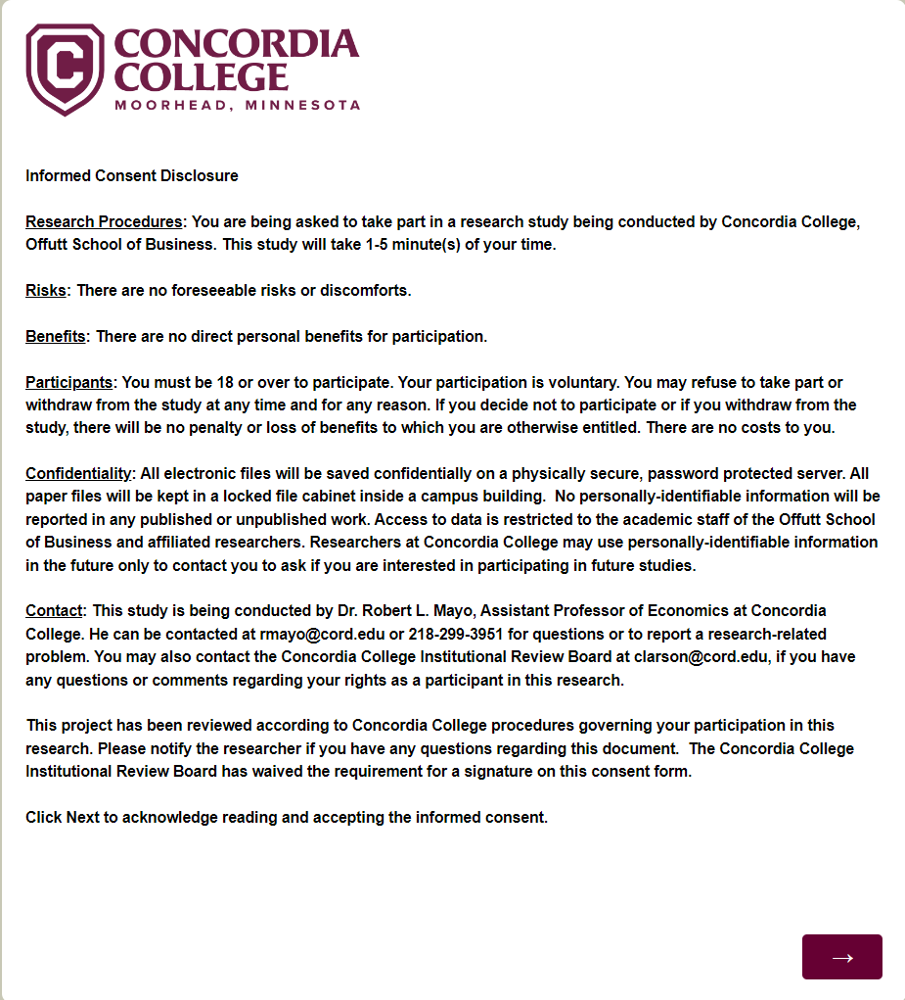 C CONCORDIA
COLLEGE
MOORHEAD, MINNESOTA
Informed Consent Disclosure
Research Procedures: You are being asked to take part in a research study being conducted by Concordia College,
Offutt School of Business. This study will take 1-5 minute(s) of your time.
Risks: There are no foreseeable risks or discomforts.
Benefits: There are no direct personal benefits for participation.
Participants: You must be 18 or over to participate. Your participation is voluntary. You may refuse to take part or
withdraw from the study at any time and for any reason. If you decide not to participate or if you withdraw from the
study, there will be no penalty or loss of benefits to which you are otherwise entitled. There are no costs to you.
Confidentiality: All electronic files will be saved confidentially on a physically secure, password protected server. All
paper files will be kept in a locked file cabinet inside a campus building.  No personally-identifiable information will be
reported in any published or unpublished work. Access to data is restricted to the academic staff of the Offutt School
of Business and affiliated researchers. Researchers at Concordia College may use personally-identifiable information
in the future only to contact you to ask if you are interested in participating in future studies.
Contact: This study is being conducted by Dr. Robert L. Mayo, Assistant Professor of Economics at Concordia
College. He can be contacted at rmayo@cord.edu or 218-299-3951 for questions or to report a research-related
problem. You may also contact the Concordia College Institutional Review Board at clarson@cord.edu, if you have
any questions or comments regarding your rights as a participant in this research.
This project has been reviewed according to Concordia College procedures governing your participation in this
research. Please notify the researcher if you have any questions regarding this document.  The Concordia College
Institutional Review Board has waived the requirement for a signature on this consent form.
Click Next to acknowledge reading and accepting the informed consent.
→